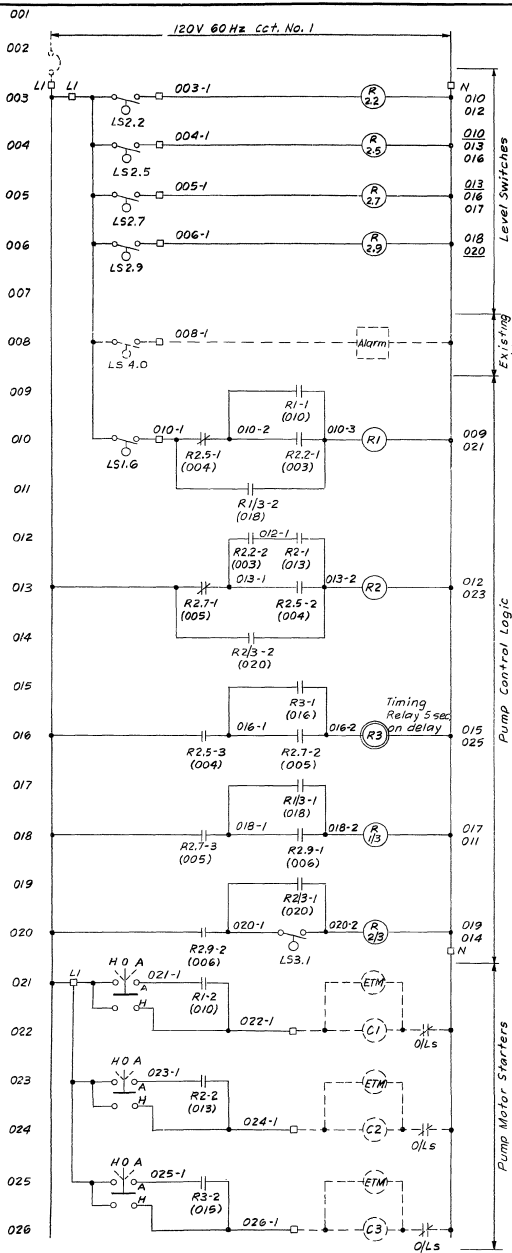 001
120V 60 Hz cct. No. 1
002
L1 L1 N
003 003-1 R 2.2 010 012
LS2.2
004 004-1 R 2.5 010 013 016
LS2.5
005 005-1 R 2.7 013 016 017
LS2.7
006 006-1 R 2.9 018 020
LS2.9
Level Switches
007
008 008-1 Alarm
LS 4.0
Existing
009
R1-1
(010)
010 010-1 010-2 010-3 R1 009 021
LS1.6 R2.5-1 R2.2-1
(004) (003)
011
R1/3-2
(018)
012 012-1
R2.2-2 R2-1
(003) (013)
013 013-1 013-2 R2 012 023
R2.7-1 R2.5-2
(005) (004)
014
R2/3-2
(020)
015
R3-1
(016)
Timing
Relay 5 sec
on delay
016 016-1 016-2 R3 015 025
R2.5-3 R2.7-2
(004) (005)
Pump Control Logic
017
R1/3-1
(018)
018 018-1 018-2 R 1/3 017 011
R2.7-3 R2.9-1
(005) (006)
019
R2/3-1
(020)
020 020-1 020-2 R 2/3 019 014
R2.9-2 LS3.1 N
(006)
L1
H O A
021 A 021-1 ETM
R1-2
(010)
022 H 022-1 C1
O/Ls
H O A
023 A 023-1 ETM
R2-2
(013)
024 H 024-1 C2
O/Ls
H O A
025 A 025-1 ETM
R3-2
(015)
026 H 026-1 C3
O/Ls
Pump Motor Starters